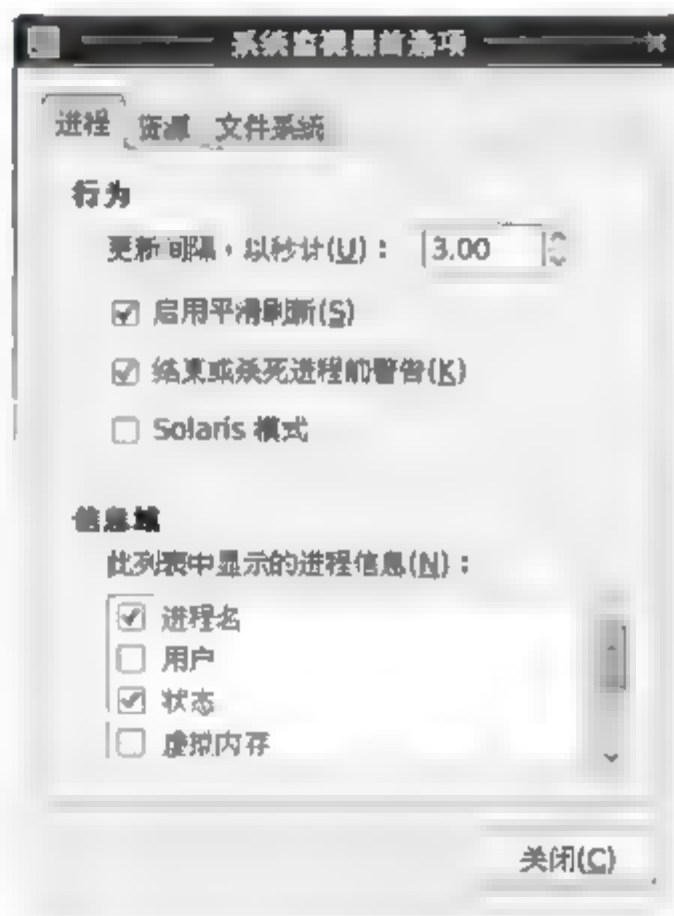 系统监视器首选项
进程 资源 文件系统
行为
更新间隔,以秒计(U): 3.00
启用平滑刷新(S)
结束或杀死进程前警告(K)
Solaris 模式
信息域
此列表中显示的进程信息(N):
进程名
用户
状态
虚拟内存
关闭(C)